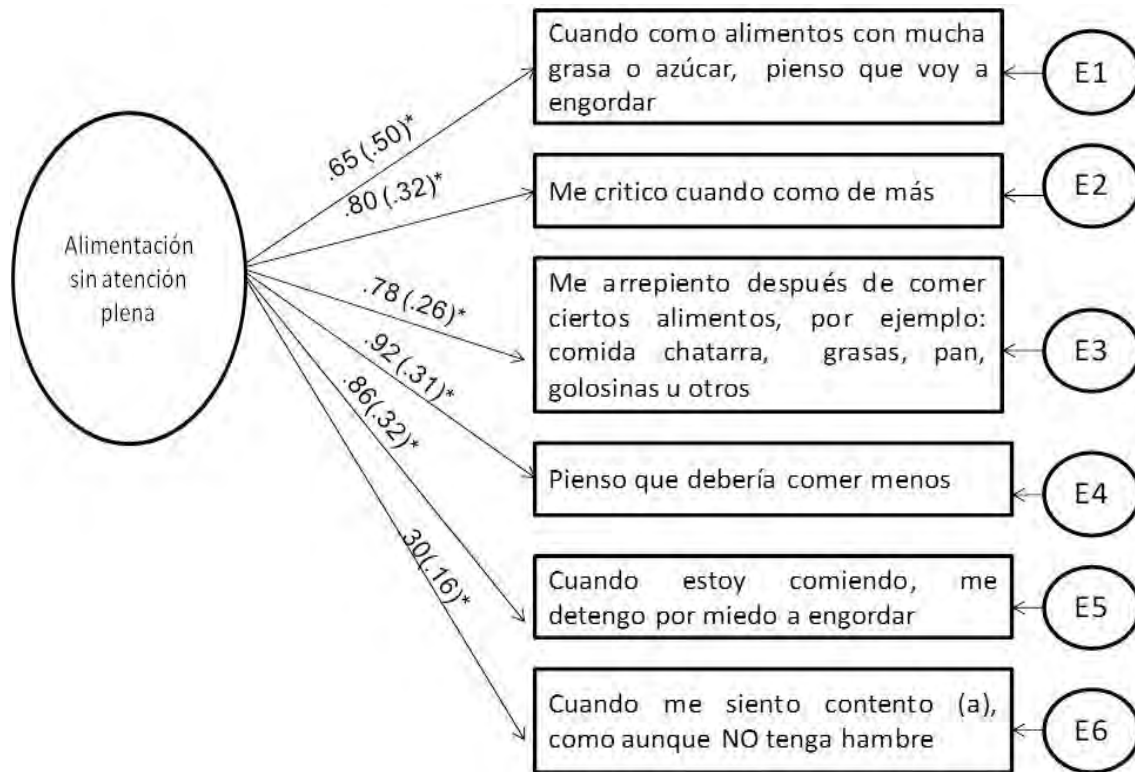 Cuando como alimentos con mucha
grasa o azúcar, pienso que voy a
engordar
E1
.65 (.50)*
Me critico cuando como de más
E2
.80 (.32)*
Alimentación
sin atención
plena
Me arrepiento después de comer
ciertos alimentos, por ejemplo:
comida chatarra, grasas, pan,
golosinas u otros
E3
.78 (.26)*
.92(.31)*
Pienso que debería comer menos
E4
.86(.32)*
Cuando estoy comiendo, me
detengo por miedo a engordar
E5
.30(.16)*
Cuando me siento contento (a),
como aunque NO tenga hambre
E6